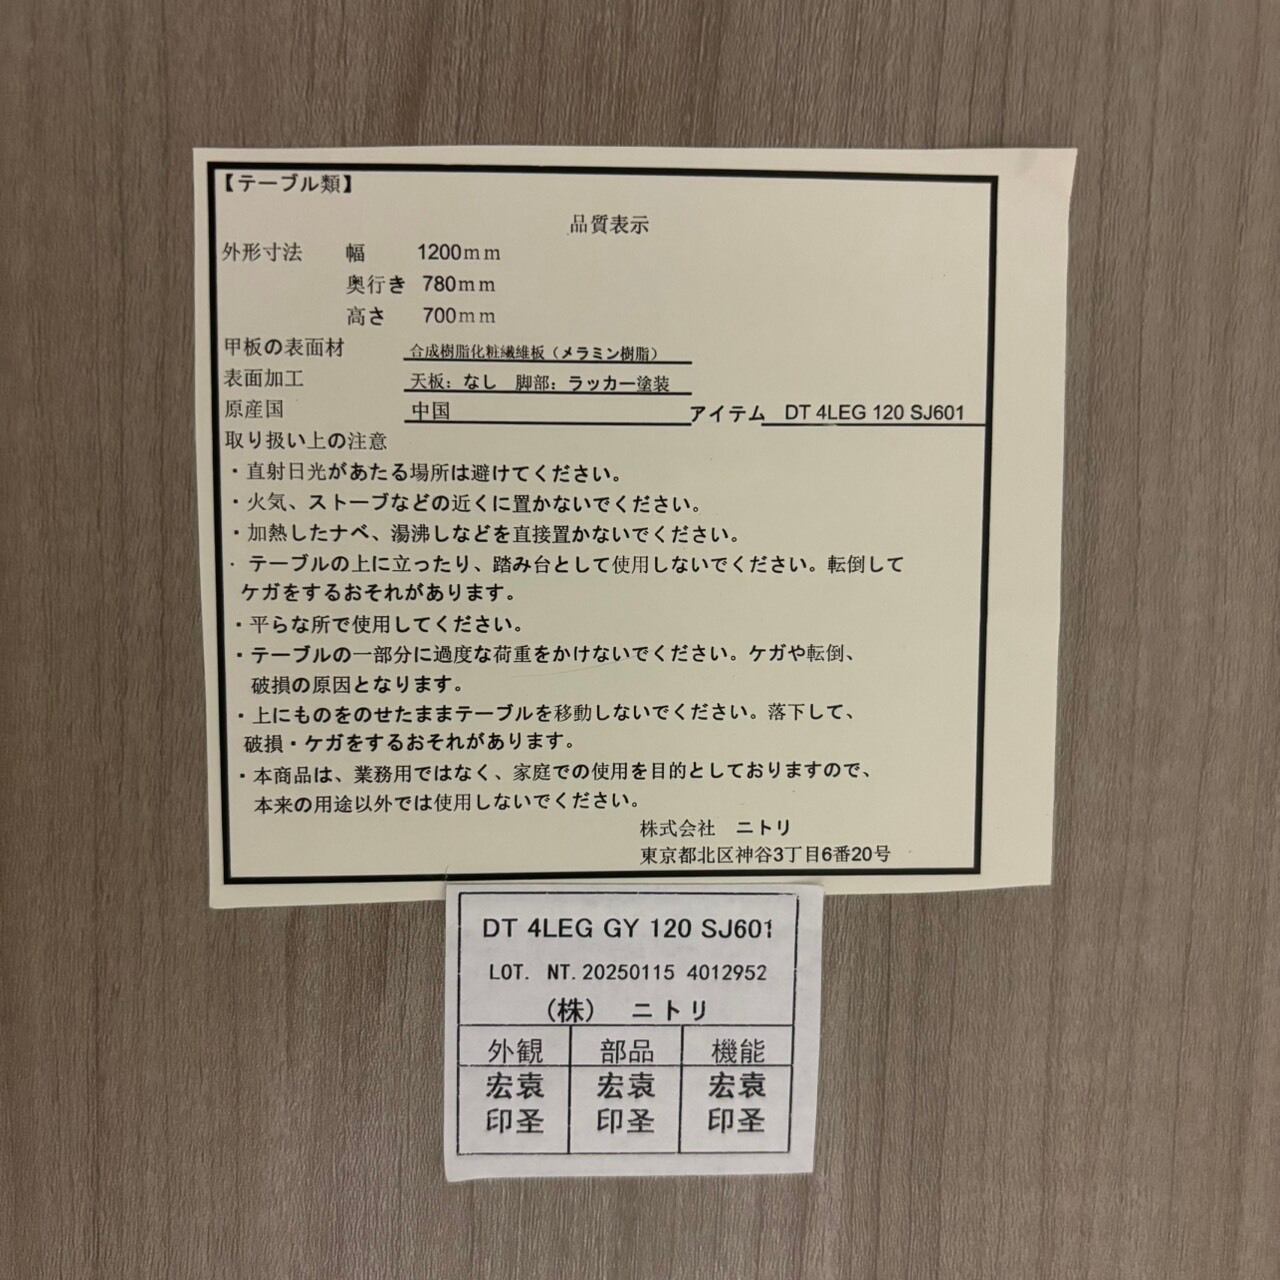 【テーブル類】
品質表示
外形寸法 幅 1200mm
奥行き 780mm
高さ 700mm
甲板の表面材 合成樹脂化粧繊維板(メラミン樹脂)
表面加工 天板:なし 脚部:ラッカー塗装
原産国 中国 アイテム DT 4LEG 120 SJ601
取り扱い上の注意
・直射日光があたる場所は避けてください。
・火気、ストーブなどの近くに置かないでください。
・加熱したナベ、湯沸しなどを直接置かないでください。
・テーブルの上に立ったり、踏み台として使用しないでください。転倒して
ケガをするおそれがあります。
・平らな所で使用してください。
・テーブルの一部分に過度な荷重をかけないでください。ケガや転倒、
破損の原因となります。
・上にものをのせたままテーブルを移動しないでください。落下して、
破損・ケガをするおそれがあります。
・本商品は、業務用ではなく、家庭での使用を目的としておりますので、
本来の用途以外では使用しないでください。
株式会社 ニトリ
東京都北区神谷3丁目6番20号
DT 4LEG GY 120 SJ601
LOT. NT.20250115 4012952
(株) ニトリ
外観 部品 機能
宏袁 宏袁 宏袁
印圣 印圣 印圣